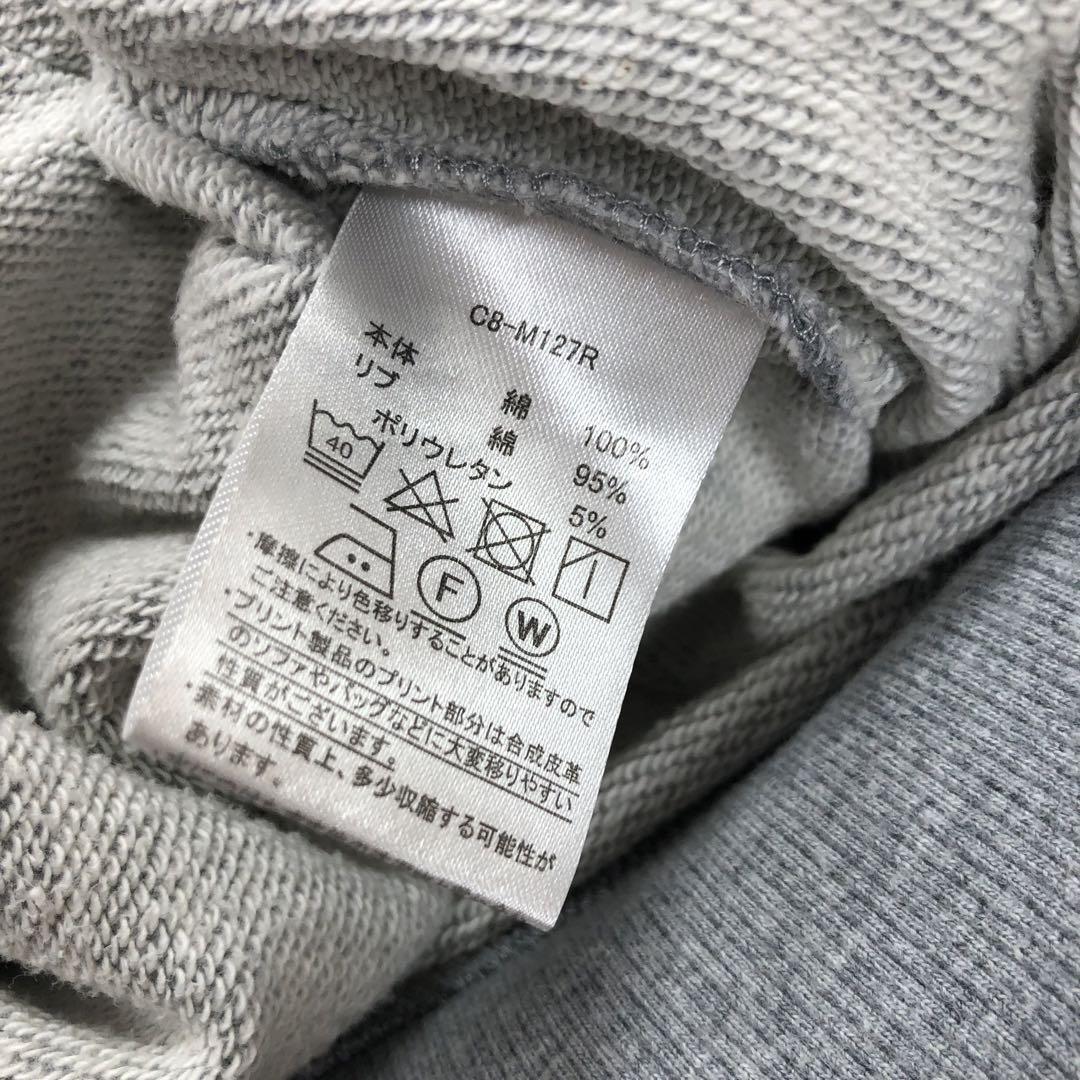 C8-M127R
本体 綿 100%
リブ 綿 95%
ポリウレタン 5%
40
F
W
・摩擦により色移りすることがありますので
ご注意ください。
・プリント製品のプリント部分は合成皮革
のソファやバッグなどに大変移りやすい
性質がございます。
・素材の性質上、多少収縮する可能性が
あります。